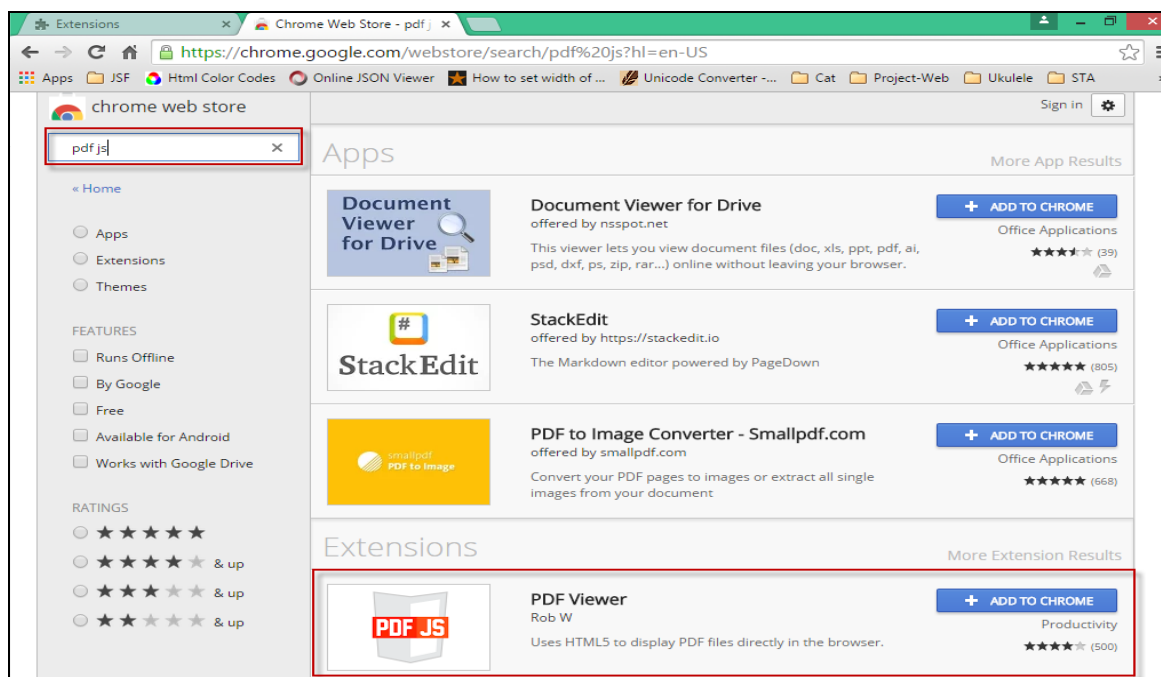 Extensions
Chrome Web Store - pdf j
https://chrome.google.com/webstore/search/pdf%20js?hl=en-US
Apps JSF Html Color Codes Online JSON Viewer How to set width of ... Unicode Converter -... Cat Project-Web Ukulele STA
chrome web store
Sign in
pdf js
« Home
Apps
Extensions
Themes
FEATURES
Runs Offline
By Google
Free
Available for Android
Works with Google Drive
RATINGS
& up
& up
& up
Apps
More App Results
Document
Viewer
for Drive
Document Viewer for Drive
offered by nsspot.net
This viewer lets you view document files (doc, xls, ppt, pdf, ai,
psd, dxf, ps, zip, rar...) online without leaving your browser.
+ ADD TO CHROME
Office Applications
(39)
#
StackEdit
StackEdit
offered by https://stackedit.io
The Markdown editor powered by PageDown
+ ADD TO CHROME
Office Applications
(805)
smallpdf
PDF to Image
PDF to Image Converter - Smallpdf.com
offered by smallpdf.com
Convert your PDF pages to images or extract all single
images from your document
+ ADD TO CHROME
Office Applications
(668)
Extensions
More Extension Results
PDF JS
PDF Viewer
Rob W
Uses HTML5 to display PDF files directly in the browser.
+ ADD TO CHROME
Productivity
(500)